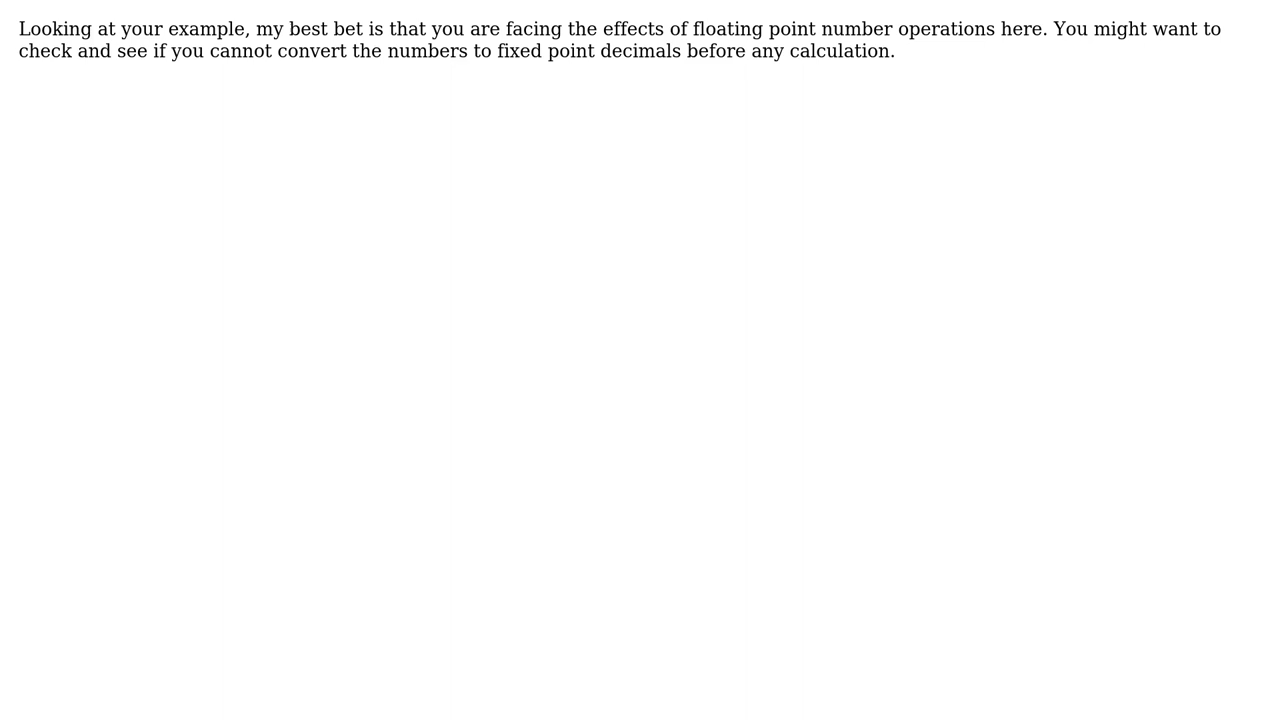 Looking at your example, my best bet is that you are facing the effects of floating point number operations here. You might want to
check and see if you cannot convert the numbers to fixed point decimals before any calculation.